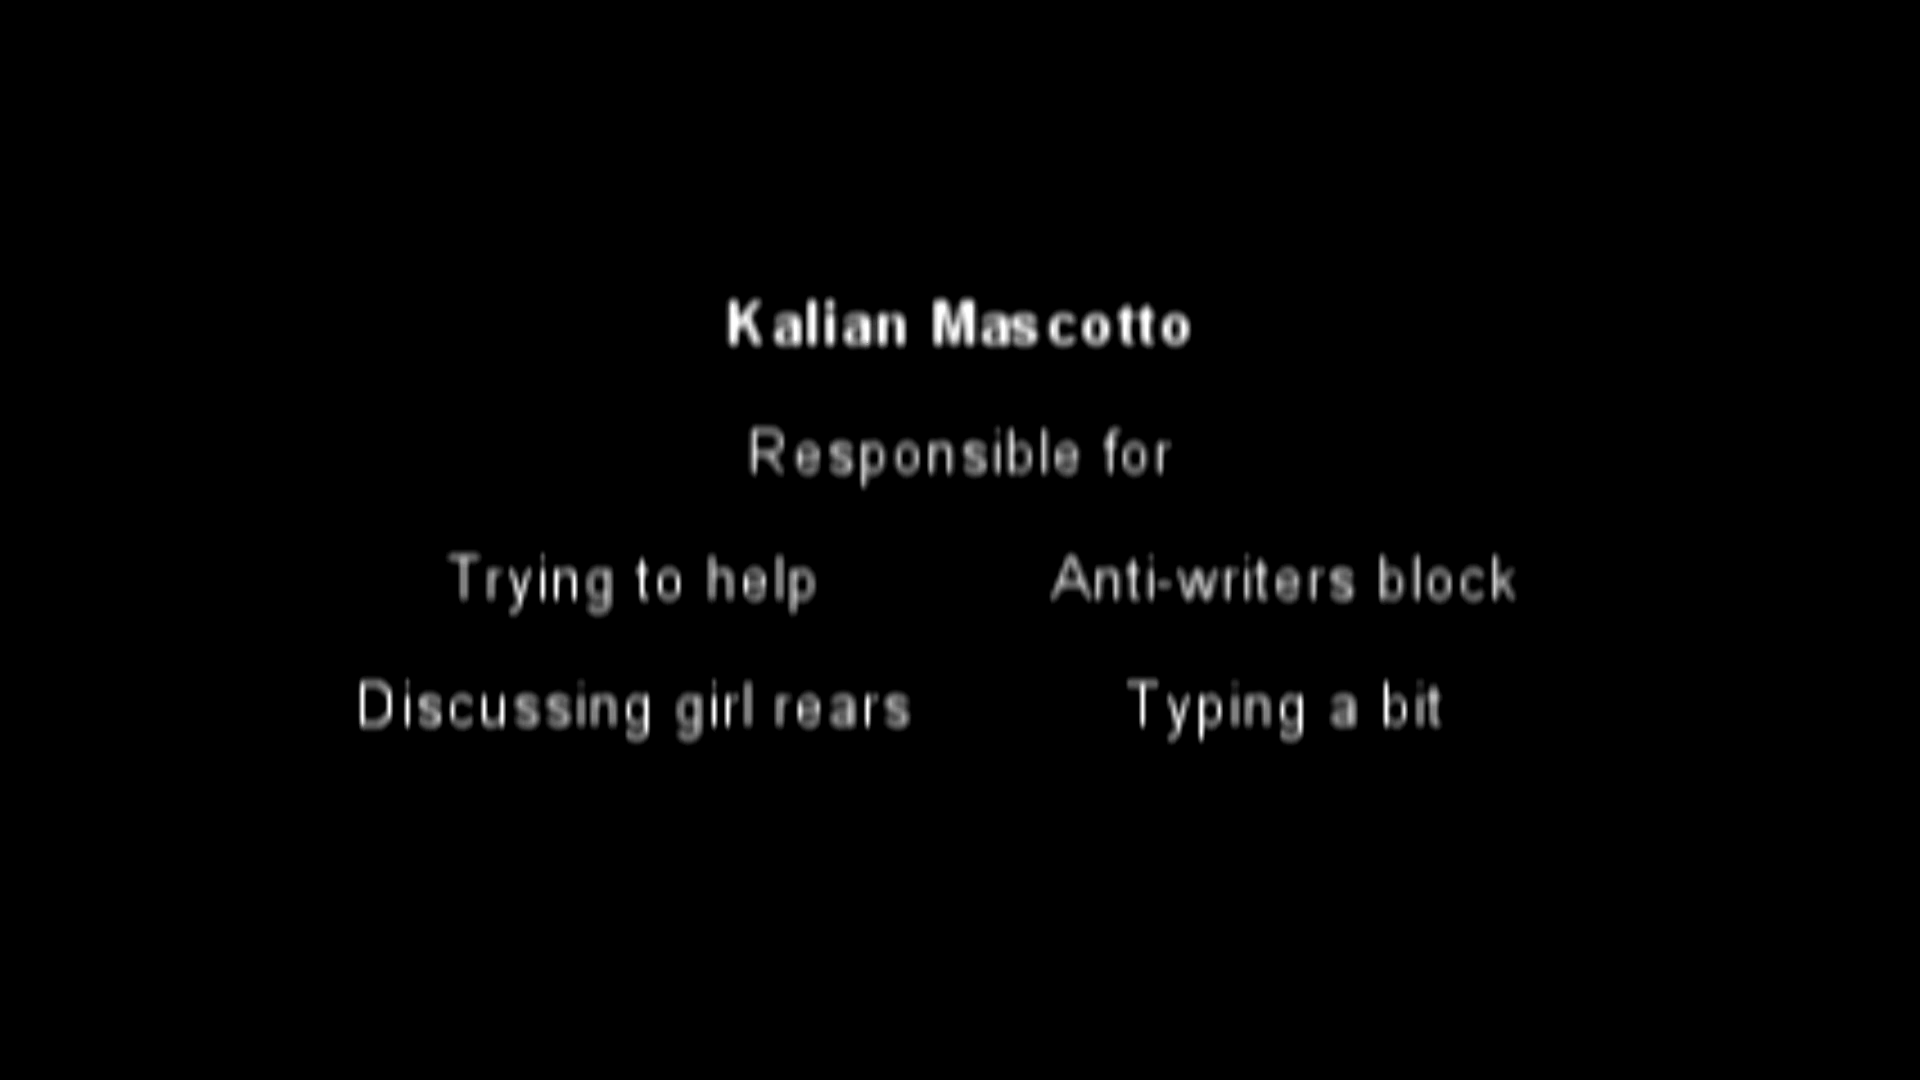 Kalian Mascotto
Responsible for
Trying to help Anti-writers block
Discussing girl rears Typing a bit